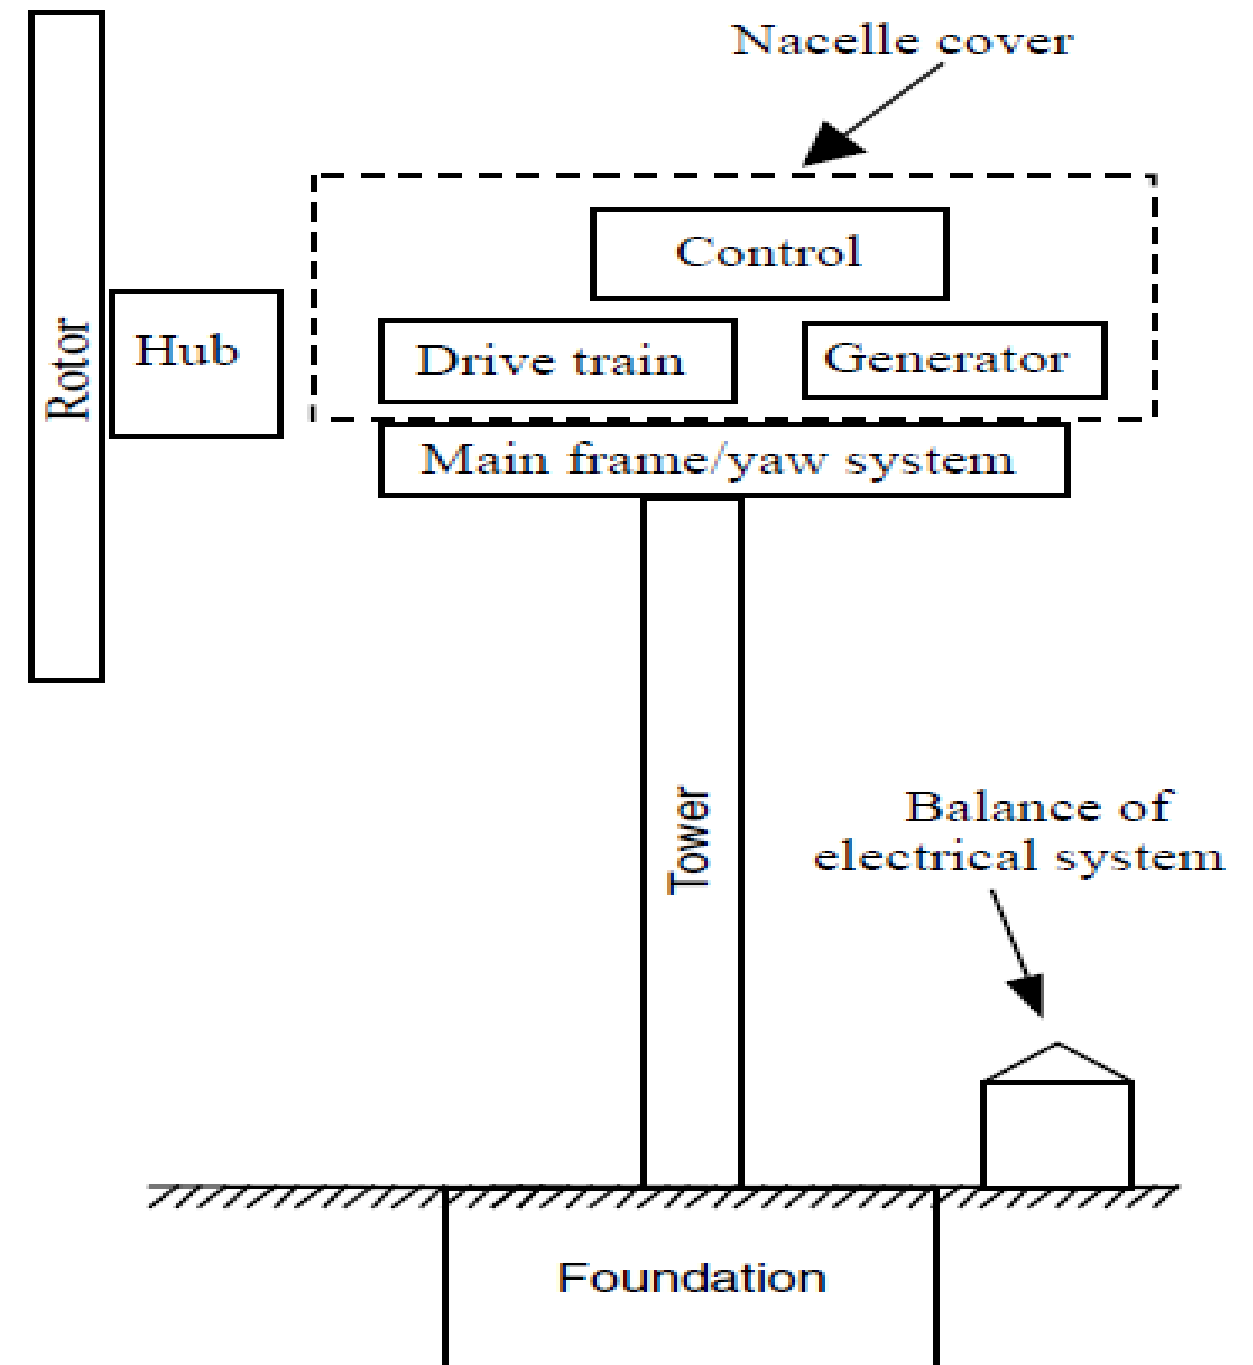 Nacelle cover
Control
Rotor
Hub
Drive train
Generator
Main frame/yaw system
Tower
Balance of
electrical system
Foundation